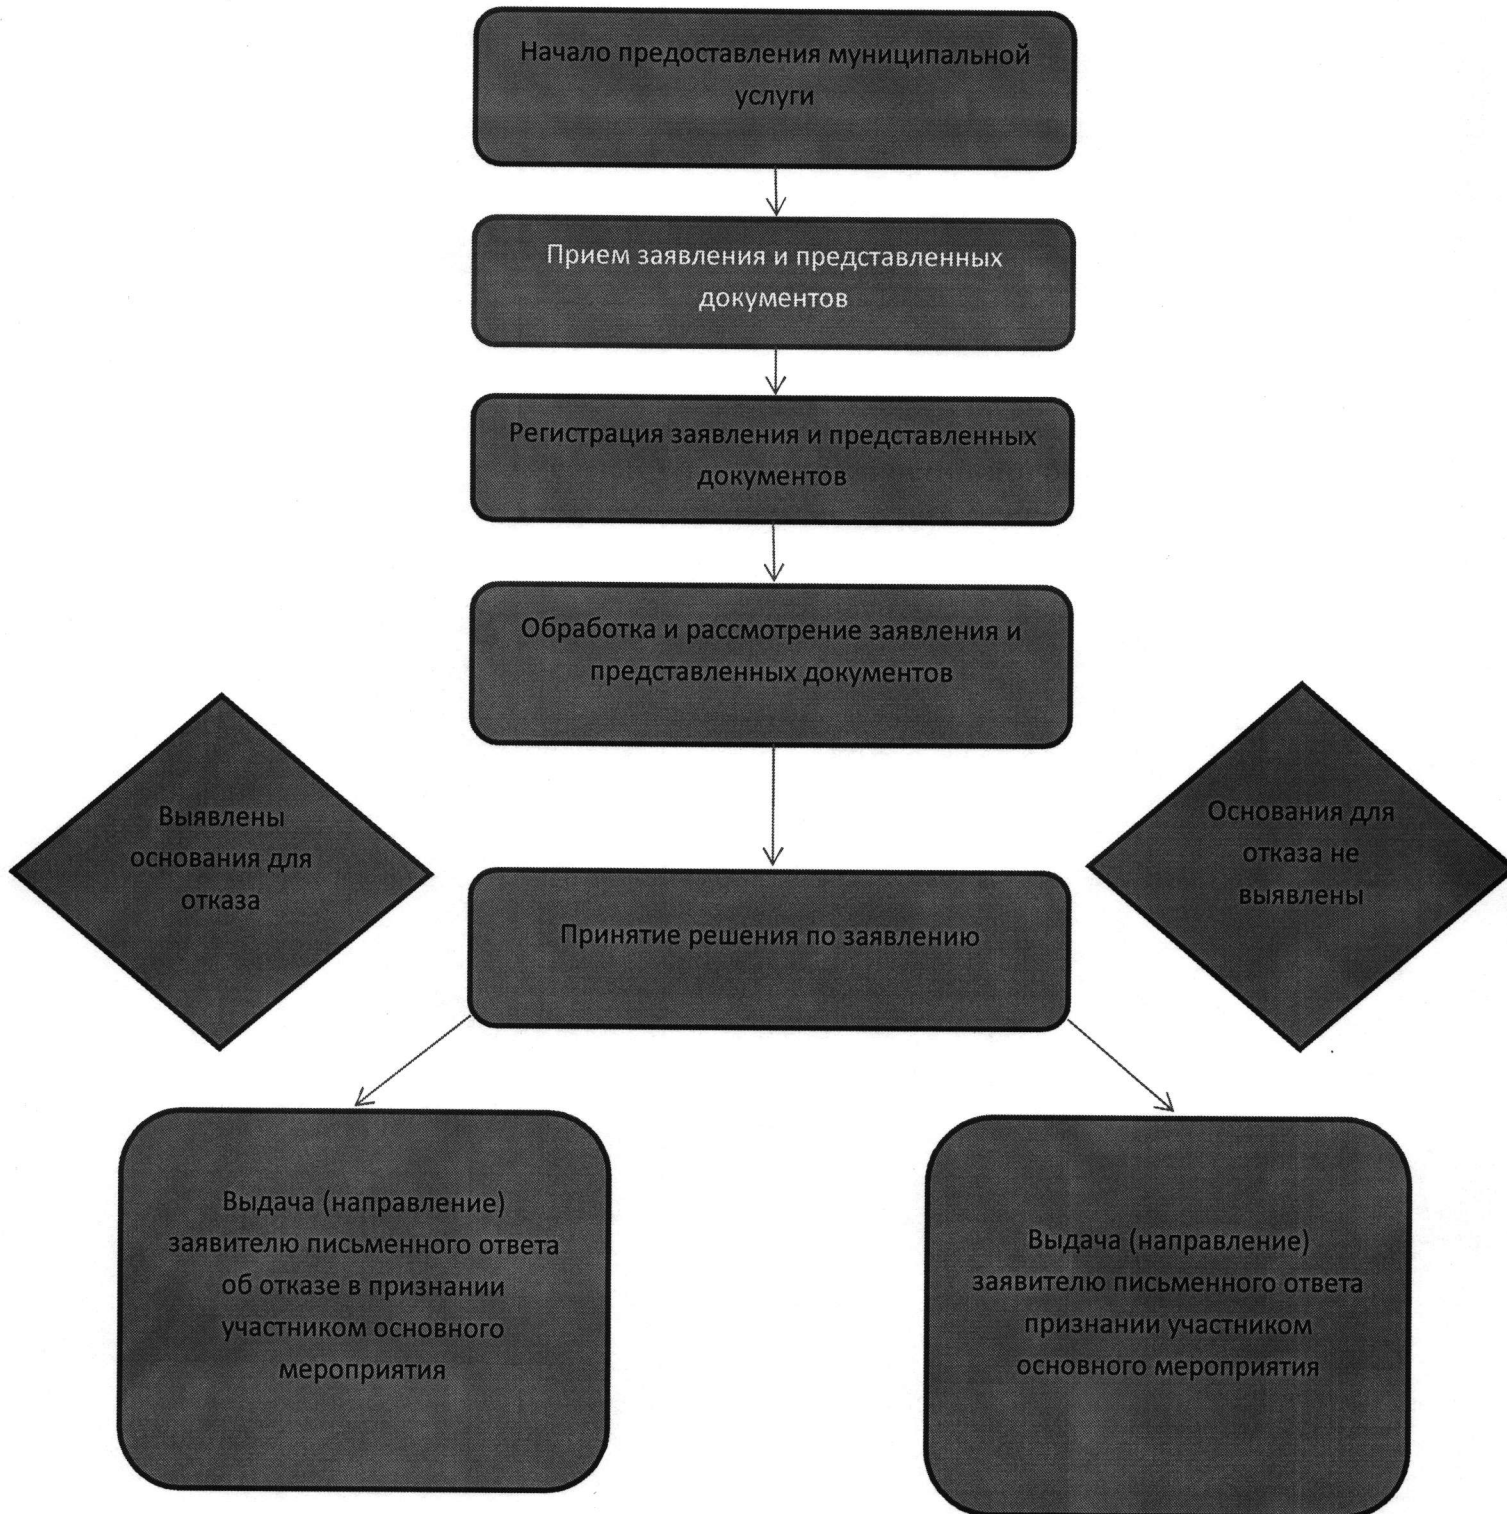 Начало предоставления муниципальной
услуги
Прием заявления и представленных
документов
Регистрация заявления и представленных
документов
Обработка и рассмотрение заявления и
представленных документов
Выявлены
основания для
отказа
Основания для
отказа не
выявлены
Принятие решения по заявлению
Выдача (направление)
заявителю письменного ответа
об отказе в признании
участником основного
мероприятия
Выдача (направление)
заявителю письменного ответа
признании участником
основного мероприятия